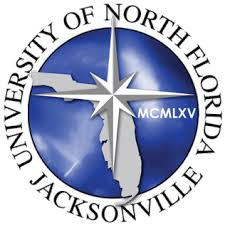 UNIVERSITY OF NORTH FLORIDA
MCMLXV
JACKSONVILLE